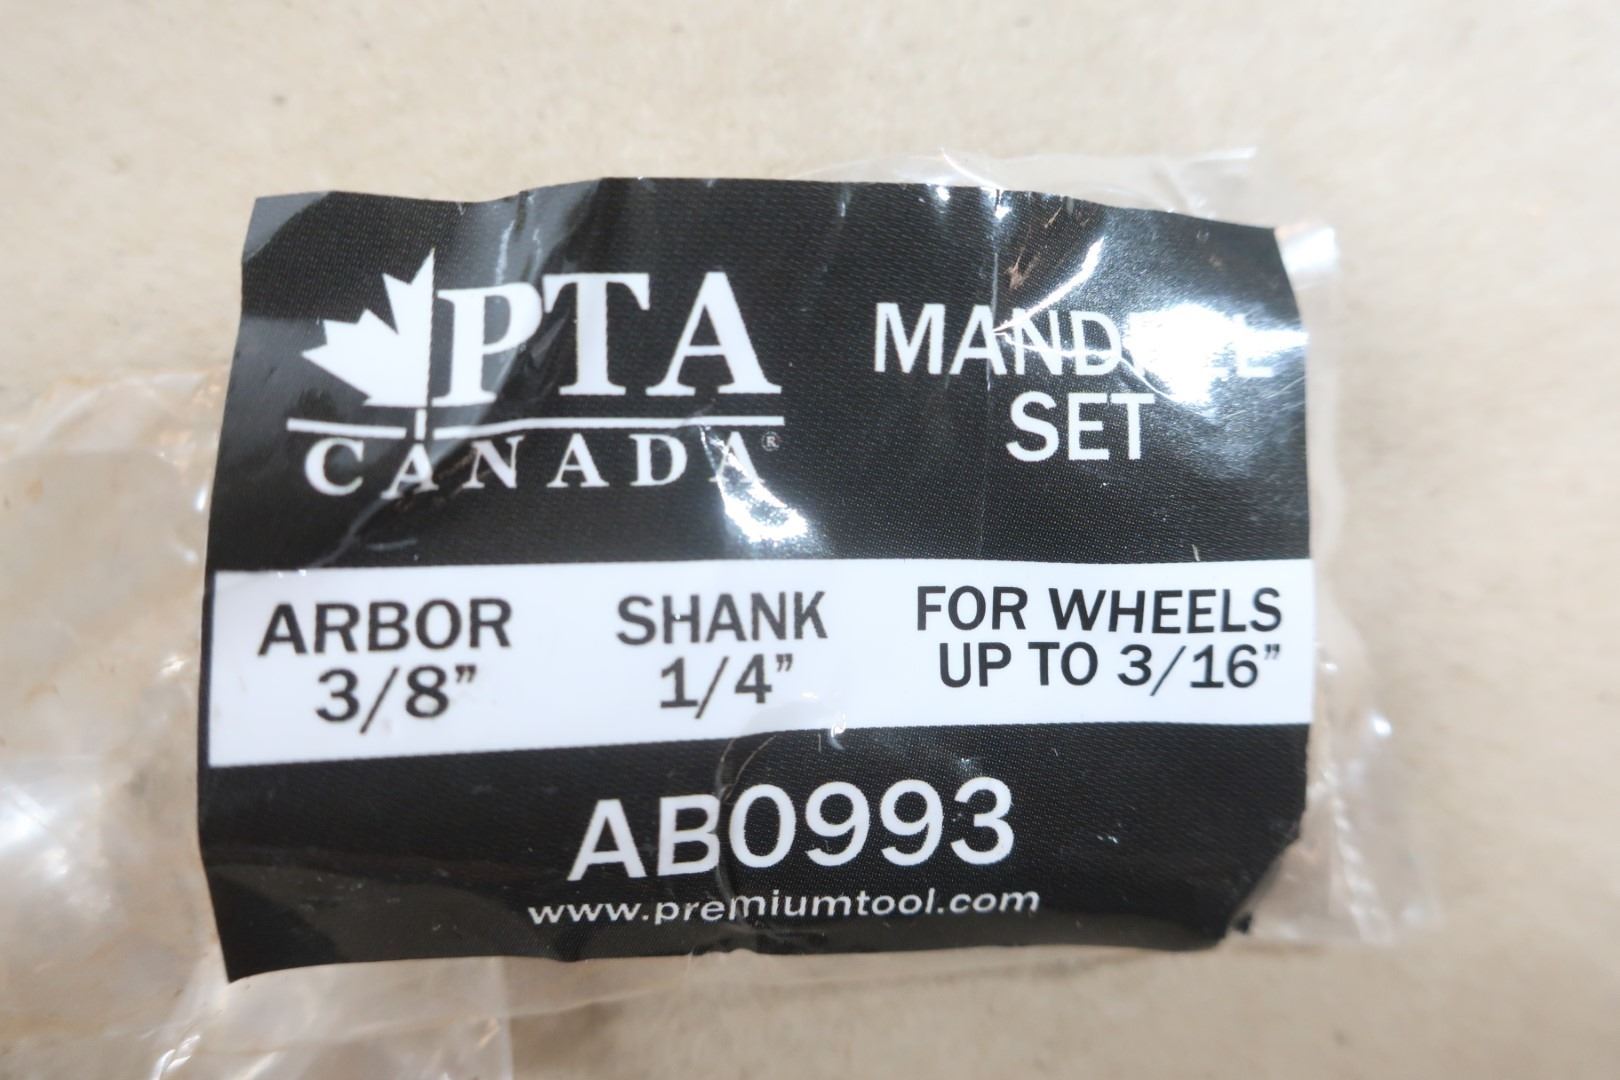 PTA
CANADA®
MANDRELL
SET
ARBOR
3/8"
SHANK
1/4"
FOR WHEELS
UP TO 3/16"
AB0993
www.premiumtool.com